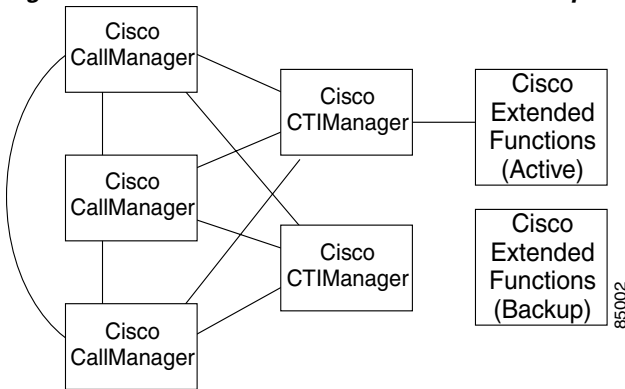 Cisco
CallManager
Cisco
CTIManager
Cisco
Extended
Functions
(Active)
Cisco
CallManager
Cisco
CTIManager
Cisco
Extended
Functions
(Backup)
Cisco
CallManager
85002